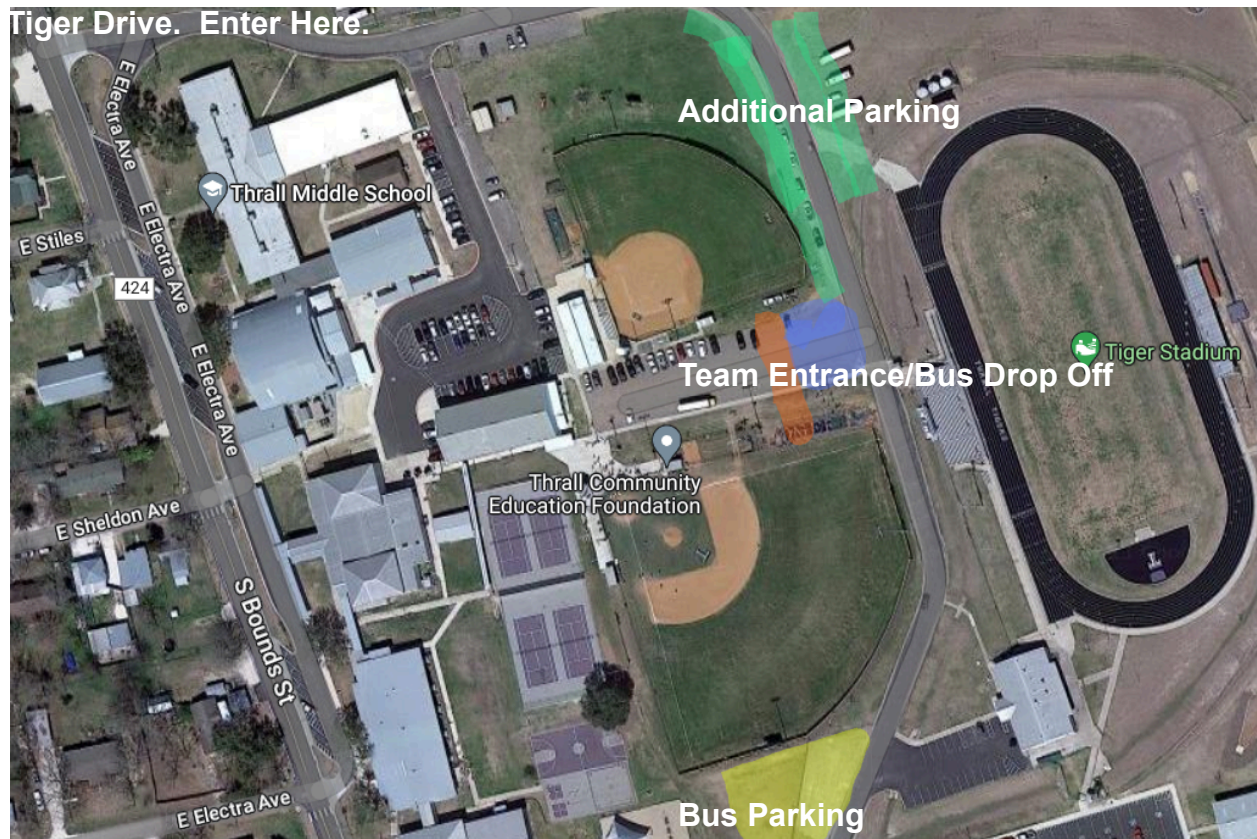 Tiger Drive.  Enter Here.
E Electra Ave
Additional Parking
Thrall Middle School
E Stiles
E Electra Ave
424
E Electra Ave
Tiger Stadium
Team Entrance/Bus Drop Off
Thrall Community
Education Foundation
E Sheldon Ave
S Bounds St
E Electra Ave
Bus Parking